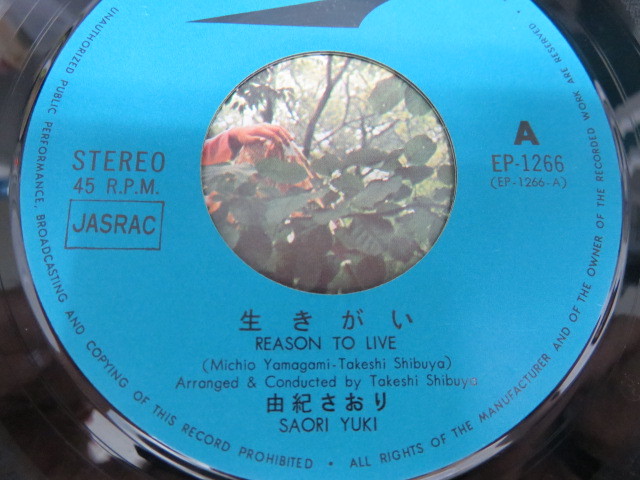 STEREO
45 R.P.M.
JASRAC
A
EP-1266
(EP-1266-A)
生きがい
REASON TO LIVE
(Michio Yamagami-Takeshi Shibuya)
Arranged & Conducted by Takeshi Shibuya
由紀さおり
SAORI YUKI
UNAUTHORIZED PUBLIC PERFORMANCE, BROADCASTING AND COPYING OF THIS RECORD PROHIBITED • ALL RIGHTS OF THE MANUFACTURER AND OF THE OWNER OF THE RECORDED WORK ARE RESERVED